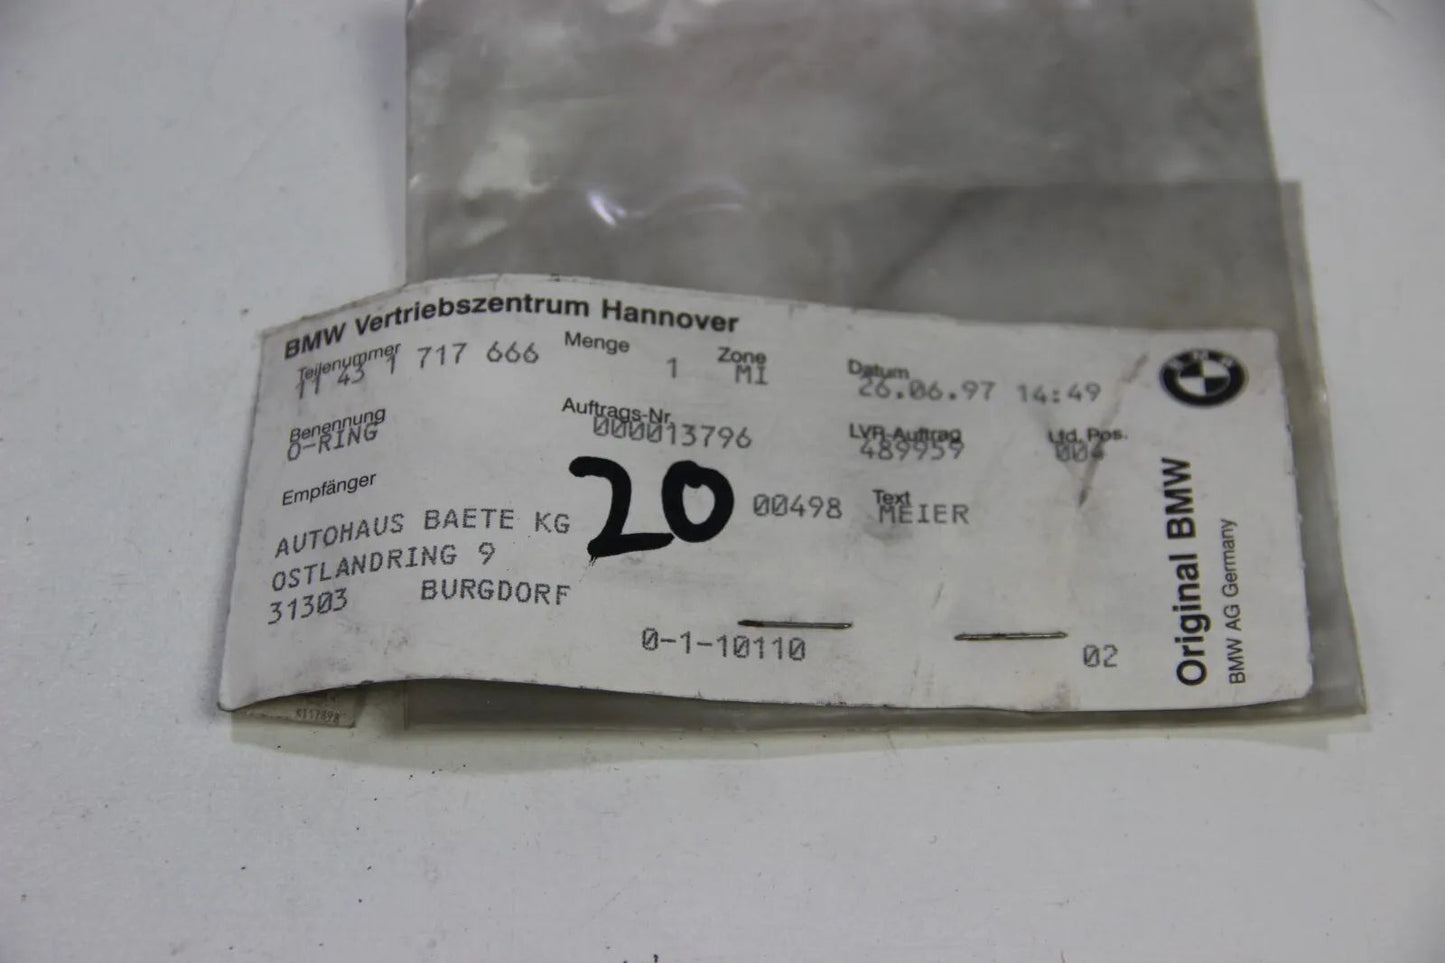 BMW Vertriebszentrum Hannover
Teilenummer Menge Zone Datum
11 43 1 717 666 1 MI 26.06.97 14:49
Benennung Auftrags-Nr. LVR-Auftrag Lfd. Pos.
O-RING 000013796 489959 004
Empfänger Text
20 00498 MEIER
AUTOHAUS BAETE KG
OSTLANDRING 9
31303 BURGDORF
0-1-10110 02
BMW
Original BMW
BMW AG Germany